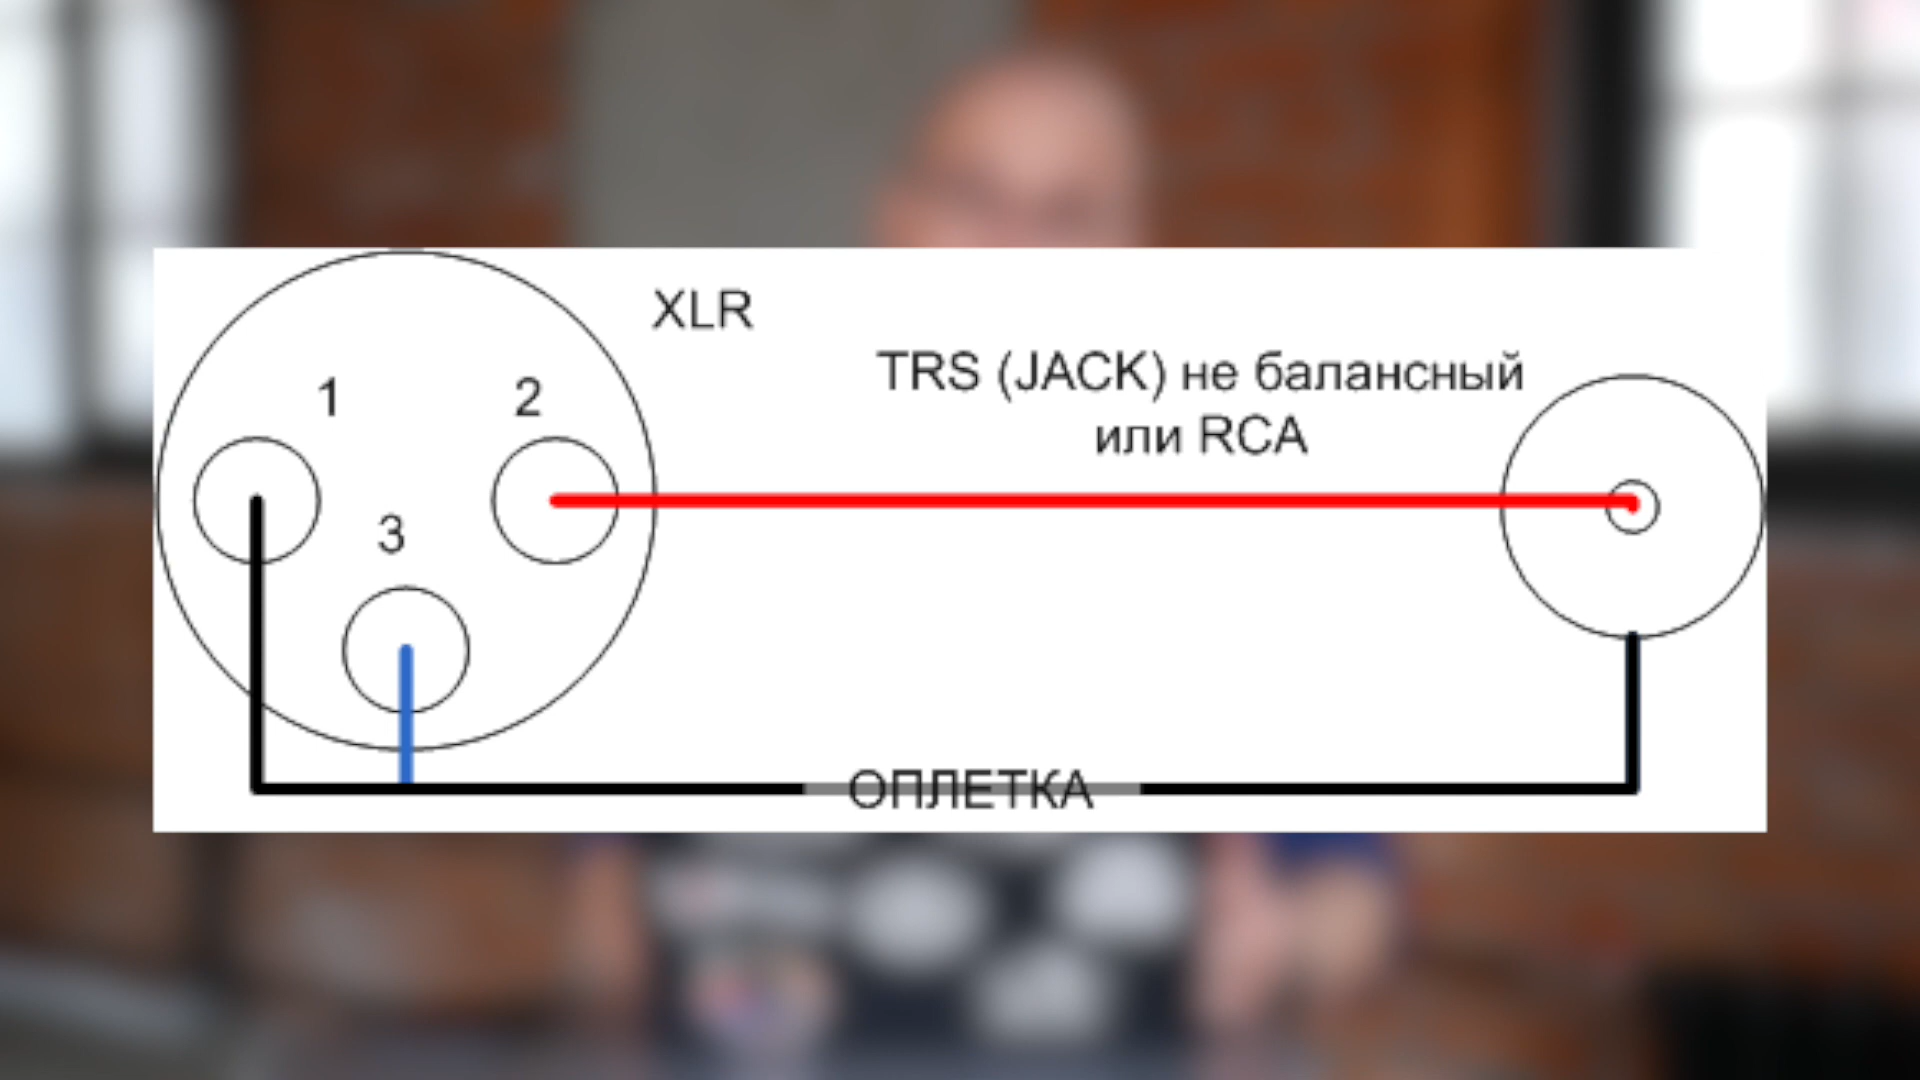 XLR
TRS (JACK) не балансный
или RCA
1
2
3
ОПЛЕТКА